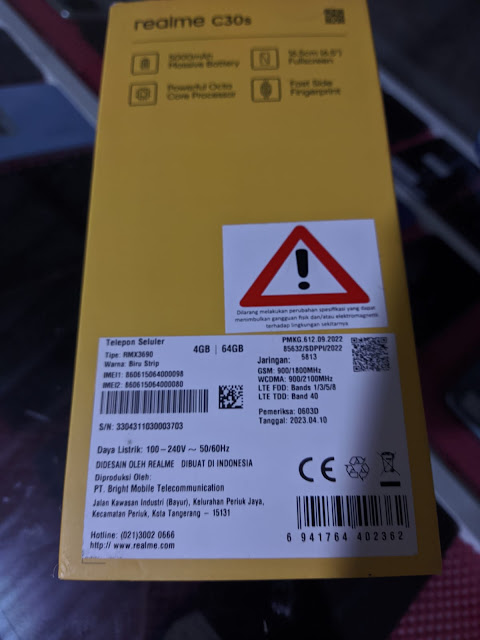 realme C30s
5000mAh
Massive Battery
16.5cm (6.5")
Fullscreen
Powerful Octa
Core Processor
Fast Side
Fingerprint
Dilarang melakukan perubahan spesifikasi yang dapat
menimbulkan gangguan fisik dan/atau elektromagnetik
terhadap lingkungan sekitarnya
Telepon Seluler
Tipe: RMX3690
Warna: Biru Strip
4GB | 64GB
IMEI1: 860615064000098
IMEI2: 860615064000080
S/N: 3304311030003703
PMKG.612.09.2022
85632/SDPPI/2022
5813
Jaringan:
GSM: 900/1800MHz
WCDMA: 900/2100MHz
LTE FDD: Bands 1/3/5/8
LTE TDD: Band 40
Pemeriksa: 0603D
Tanggal: 2023.04.10
Daya Listrik: 100-240V ~ 50/60Hz
DIDESAIN OLEH REALME DIBUAT DI INDONESIA
Diproduksi Oleh:
PT. Bright Mobile Telecommunication
Jalan Kawasan Industri (Bayur), Kelurahan Periuk Jaya,
Kecamatan Periuk, Kota Tangerang - 15131
Hotline: (021)3002 0666
http:// www.realme.com
CE
6 941764 402362